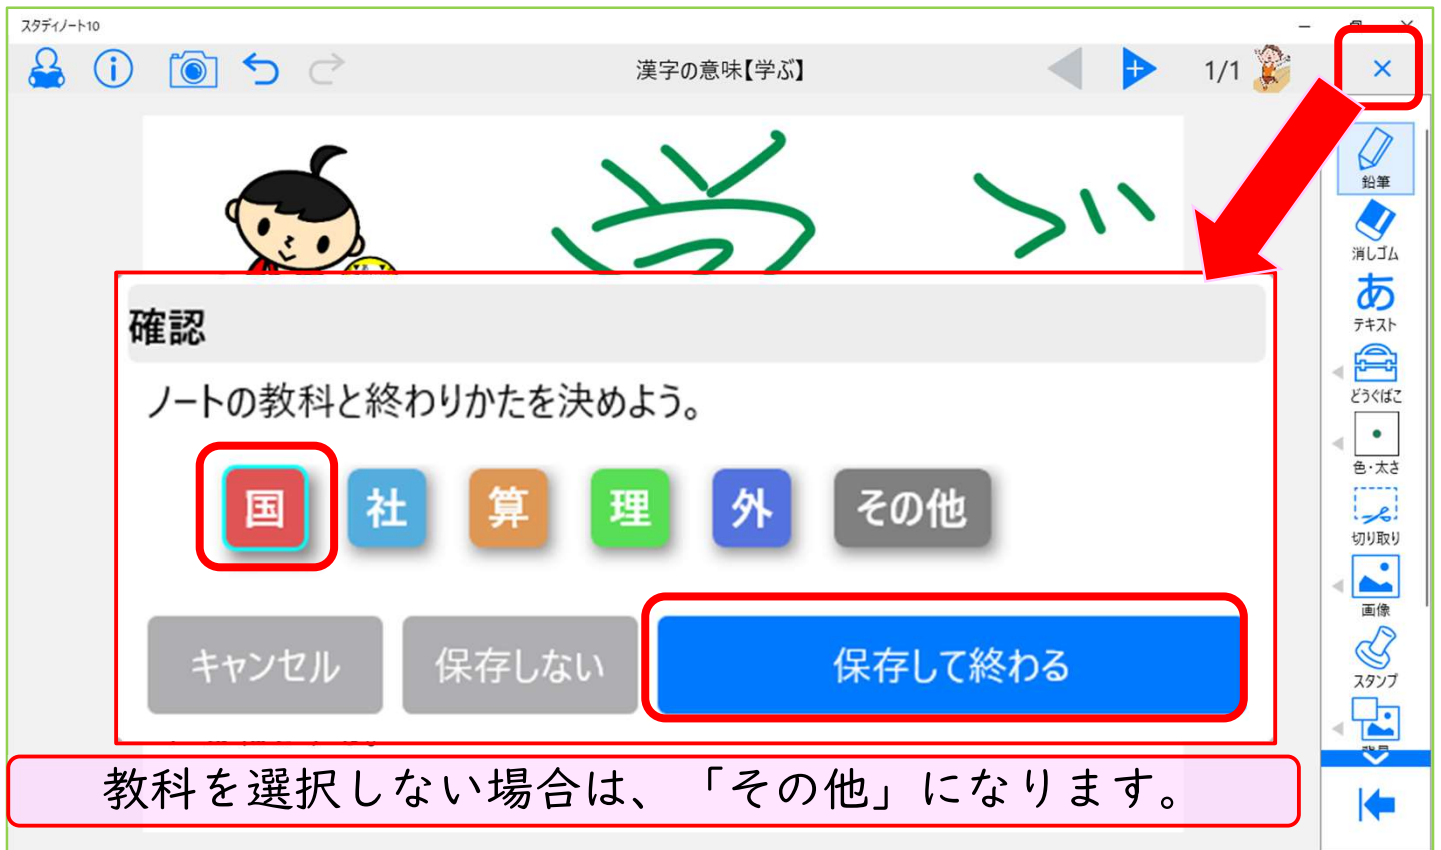 スタディノート10
漢字の意味【学ぶ】
1/1
鉛筆
消しゴム
あ
テキスト
どうぐばこ
色・太さ
切り取り
画像
スタンプ
確認
ノートの教科と終わりかたを決めよう。
国 社 算 理 外 その他
キャンセル 保存しない 保存して終わる
教科を選択しない場合は、「その他」になります。